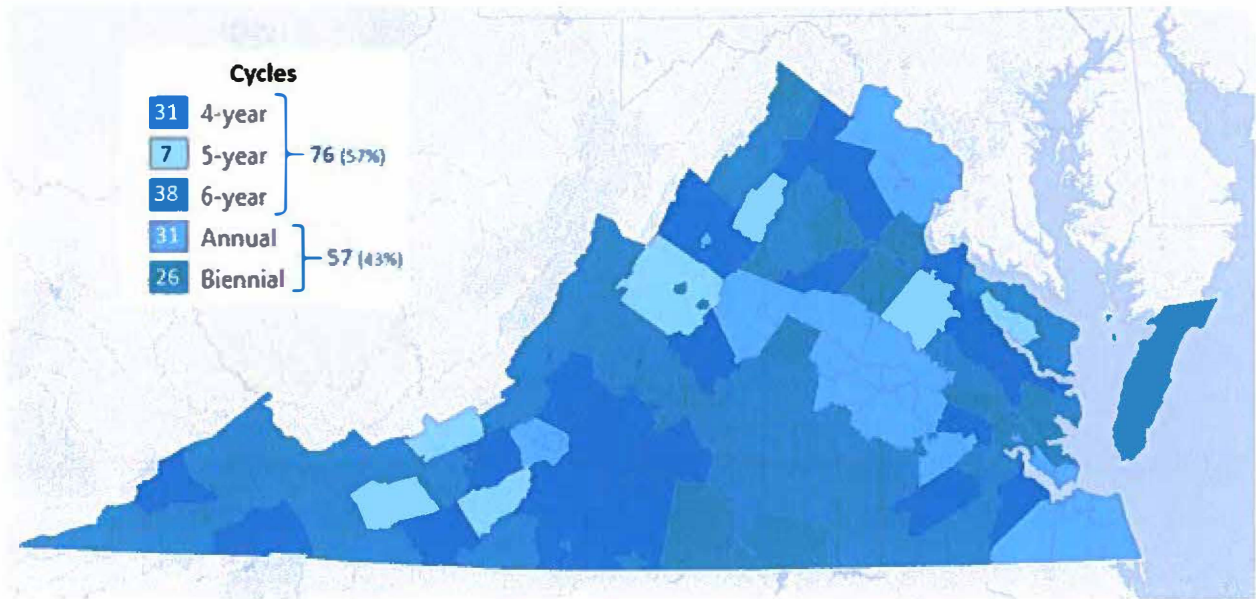 Cycles
31 4-year
7 5-year
38 6-year
76 (57%)
31 Annual
26 Biennial
57 (43%)